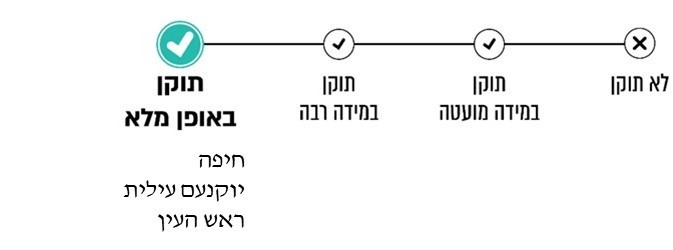 לא תוקן
תוקן
במידה מועטה
תוקן
במידה רבה
תוקן
באופן מלא
חיפה
יוקנעם עילית
ראש העין